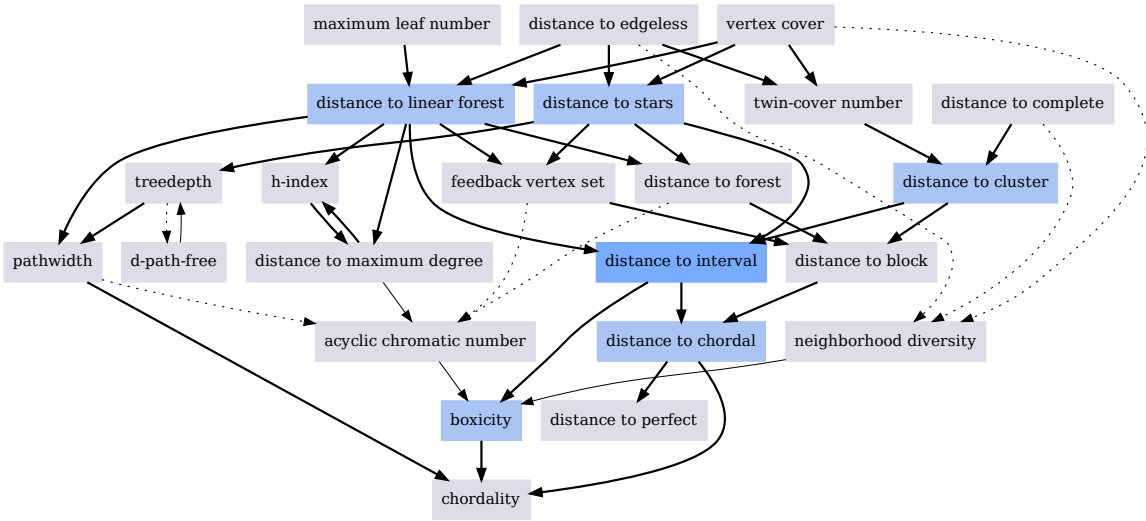 maximum leaf number
distance to edgeless
vertex cover
distance to linear forest
distance to stars
twin-cover number
distance to complete
treedepth
h-index
feedback vertex set
distance to forest
distance to cluster
pathwidth
d-path-free
distance to maximum degree
distance to interval
distance to block
acyclic chromatic number
distance to chordal
neighborhood diversity
boxicity
distance to perfect
chordality